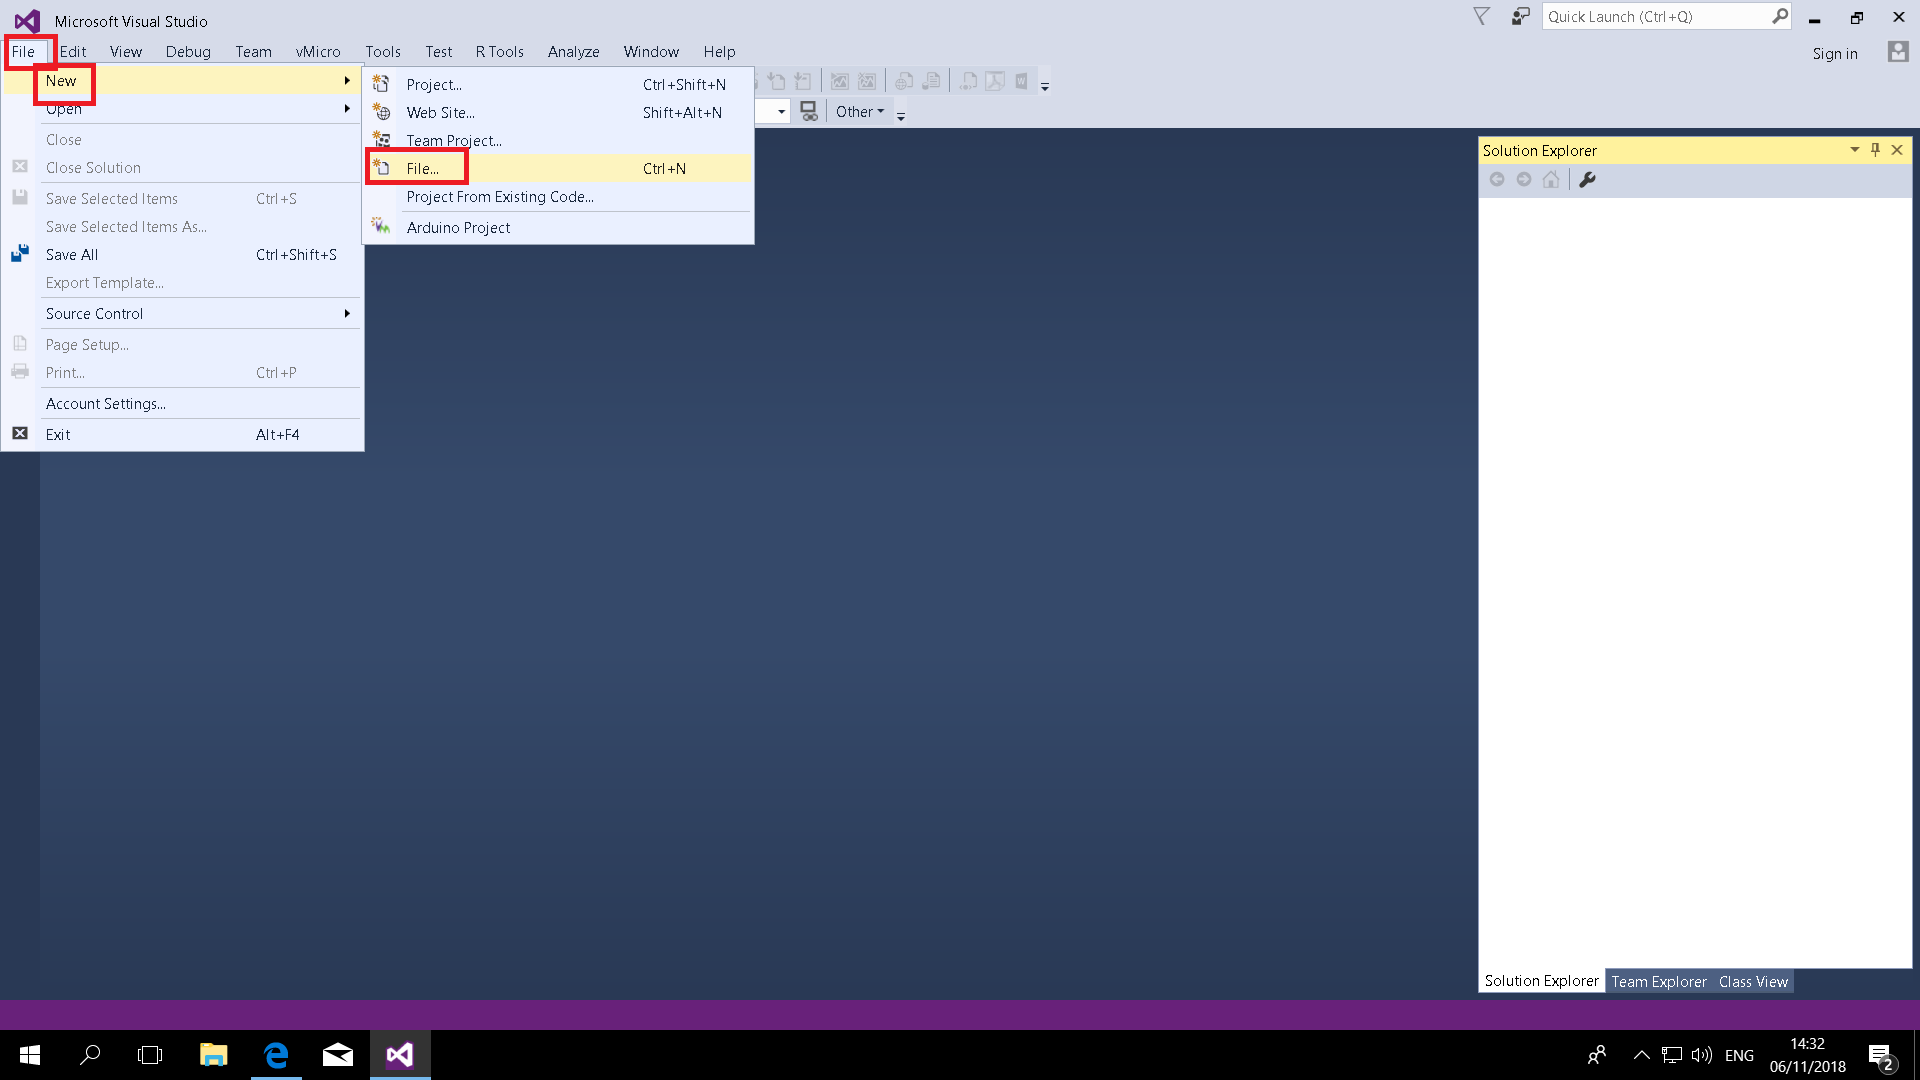 Microsoft Visual Studio
Quick Launch (Ctrl+Q)
File Edit View Debug Team vMicro Tools Test R Tools Analyze Window Help
Sign in
New
Open
Close
Close Solution
Save Selected Items Ctrl+S
Save Selected Items As...
Save All Ctrl+Shift+S
Export Template...
Source Control
Page Setup...
Print... Ctrl+P
Account Settings...
Exit Alt+F4
Project... Ctrl+Shift+N
Web Site... Shift+Alt+N
Team Project...
File... Ctrl+N
Project From Existing Code...
Arduino Project
Other
Solution Explorer
Solution Explorer Team Explorer Class View
ENG
14:32
06/11/2018
2